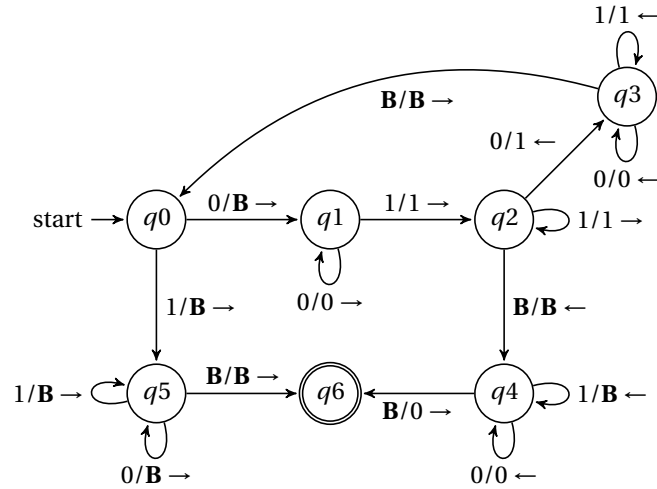 1/1 ←
q3
B/B →
0/1 ←
0/0 ←
start
q0
0/B →
q1
1/1 →
q2
1/1 →
0/0 →
1/B →
B/B ←
1/B →
q5
B/B →
q6
B/0 →
q4
1/B ←
0/B →
0/0 ←